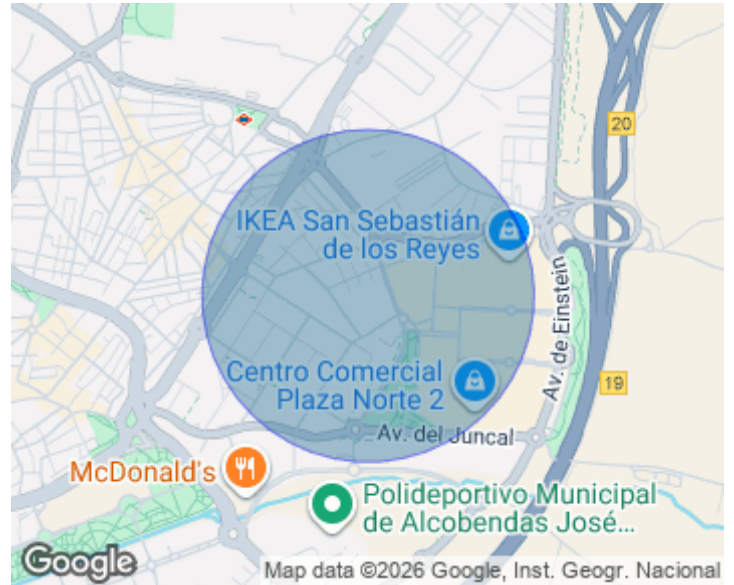 20
IKEA San Sebastián
de los Reyes
Av. de Einstein
19
Centro Comercial
Plaza Norte 2
Av. del Juncal
McDonald's
Polideportivo Municipal
de Alcobendas José...
Google
Map data ©2026 Google, Inst. Geogr. Nacional